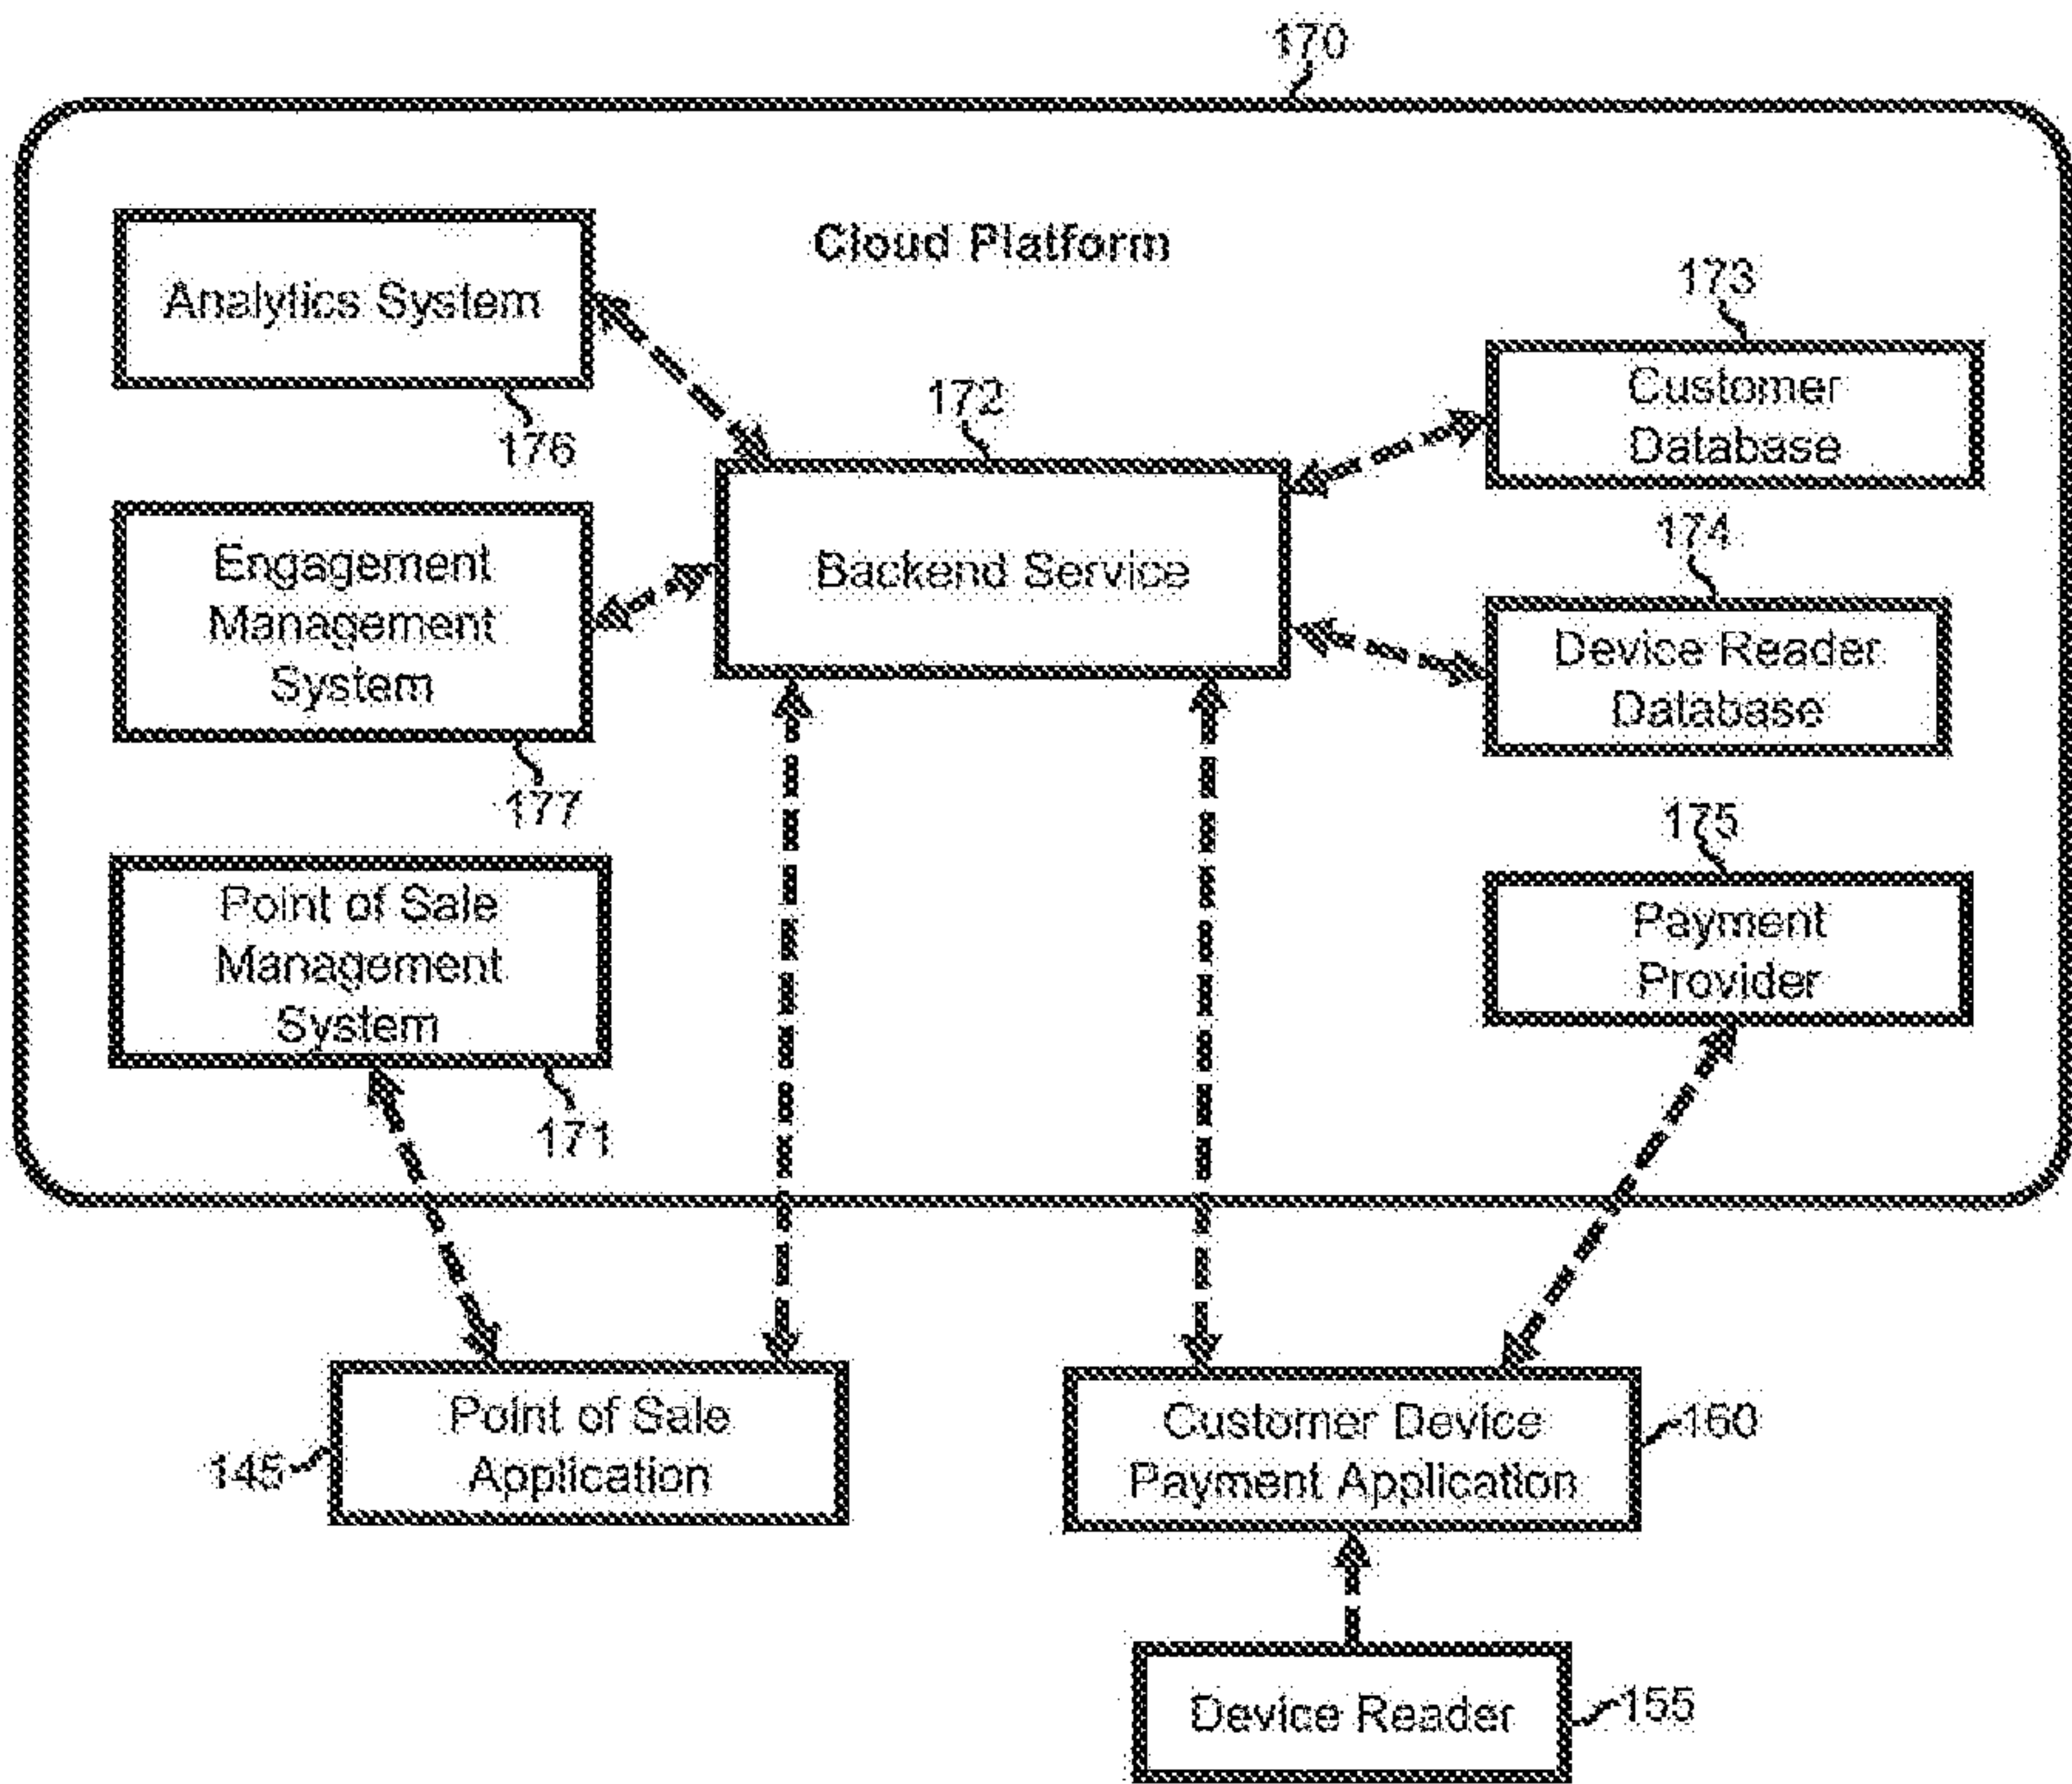 170
Cloud Platform
Analytics System
176
173
Customer
Database
172
Backend Service
Engagement
Management
System
177
174
Device Reader
Database
175
Payment
Provider
Point of Sale
Management
System
171
Point of Sale
Application
145
Customer Device
Payment Application
160
Device Reader
155